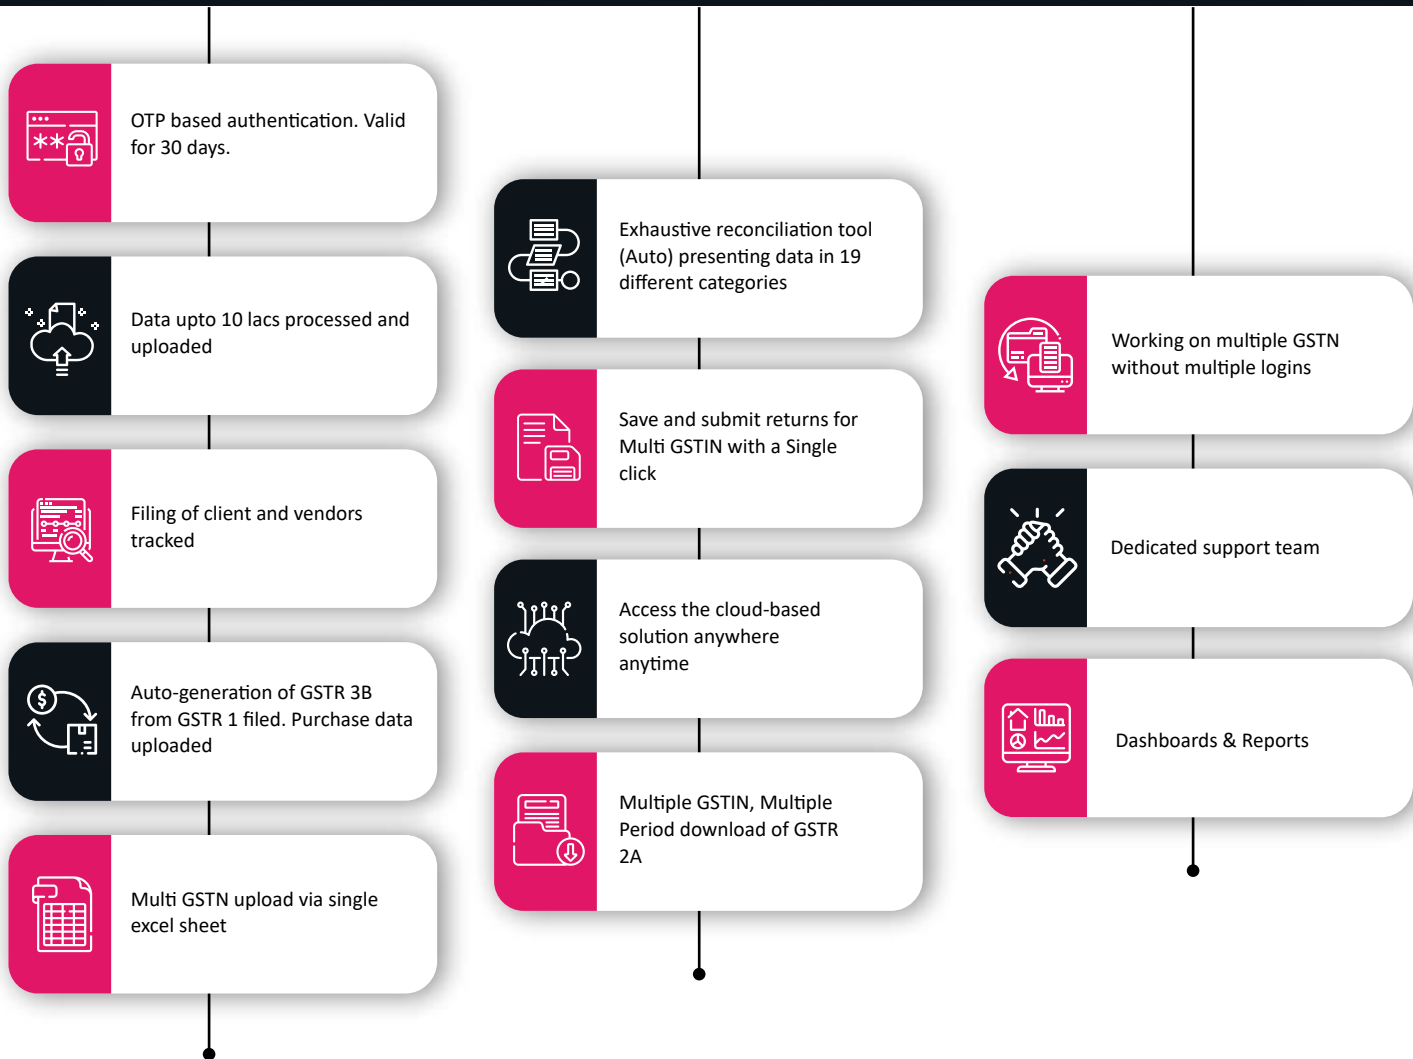 OTP based authentication. Valid
for 30 days.
Data upto 10 lacs processed and
uploaded
Filing of client and vendors
tracked
Auto-generation of GSTR 3B
from GSTR 1 filed. Purchase data
uploaded
Multi GSTN upload via single
excel sheet
Exhaustive reconciliation tool
(Auto) presenting data in 19
different categories
Save and submit returns for
Multi GSTIN with a Single
click
Access the cloud-based
solution anywhere
anytime
Multiple GSTIN, Multiple
Period download of GSTR
2A
Working on multiple GSTN
without multiple logins
Dedicated support team
Dashboards & Reports